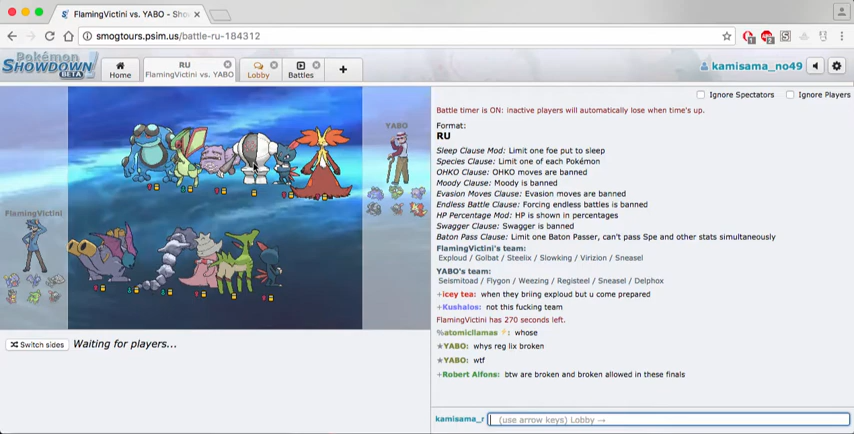 FlamingVictini vs. YABO - Sho
smogtours.psim.us/battle-ru-184312
Pokémon
SHOWDOWN!
BETA
Home
RU
FlamingVictini vs. YABO
Lobby
Battles
kamisama_no49
Ignore Spectators
Ignore Players
YABO
FlamingVictini
Switch sides
Waiting for players...
Battle timer is ON: inactive players will automatically lose when time's up.
Format:
RU
Sleep Clause Mod: Limit one foe put to sleep
Species Clause: Limit one of each Pokémon
OHKO Clause: OHKO moves are banned
Moody Clause: Moody is banned
Evasion Moves Clause: Evasion moves are banned
Endless Battle Clause: Forcing endless battles is banned
HP Percentage Mod: HP is shown in percentages
Swagger Clause: Swagger is banned
Baton Pass Clause: Limit one Baton Passer, can't pass Spe and other stats simultaneously
FlamingVictini's team:
Exploud / Golbat / Steelix / Slowking / Virizion / Sneasel
YABO's team:
Seismitoad / Flygon / Weezing / Registeel / Sneasel / Delphox
+icey tea: when they briing exploud but u come prepared
+Kushalos: not this fucking team
FlamingVictini has 270 seconds left.
%atomicllamas: whose
★YABO: whys reg lix broken
★YABO: wtf
+Robert Alfons: btw are broken and broken allowed in these finals
kamisama_r
(use arrow keys) Lobby →